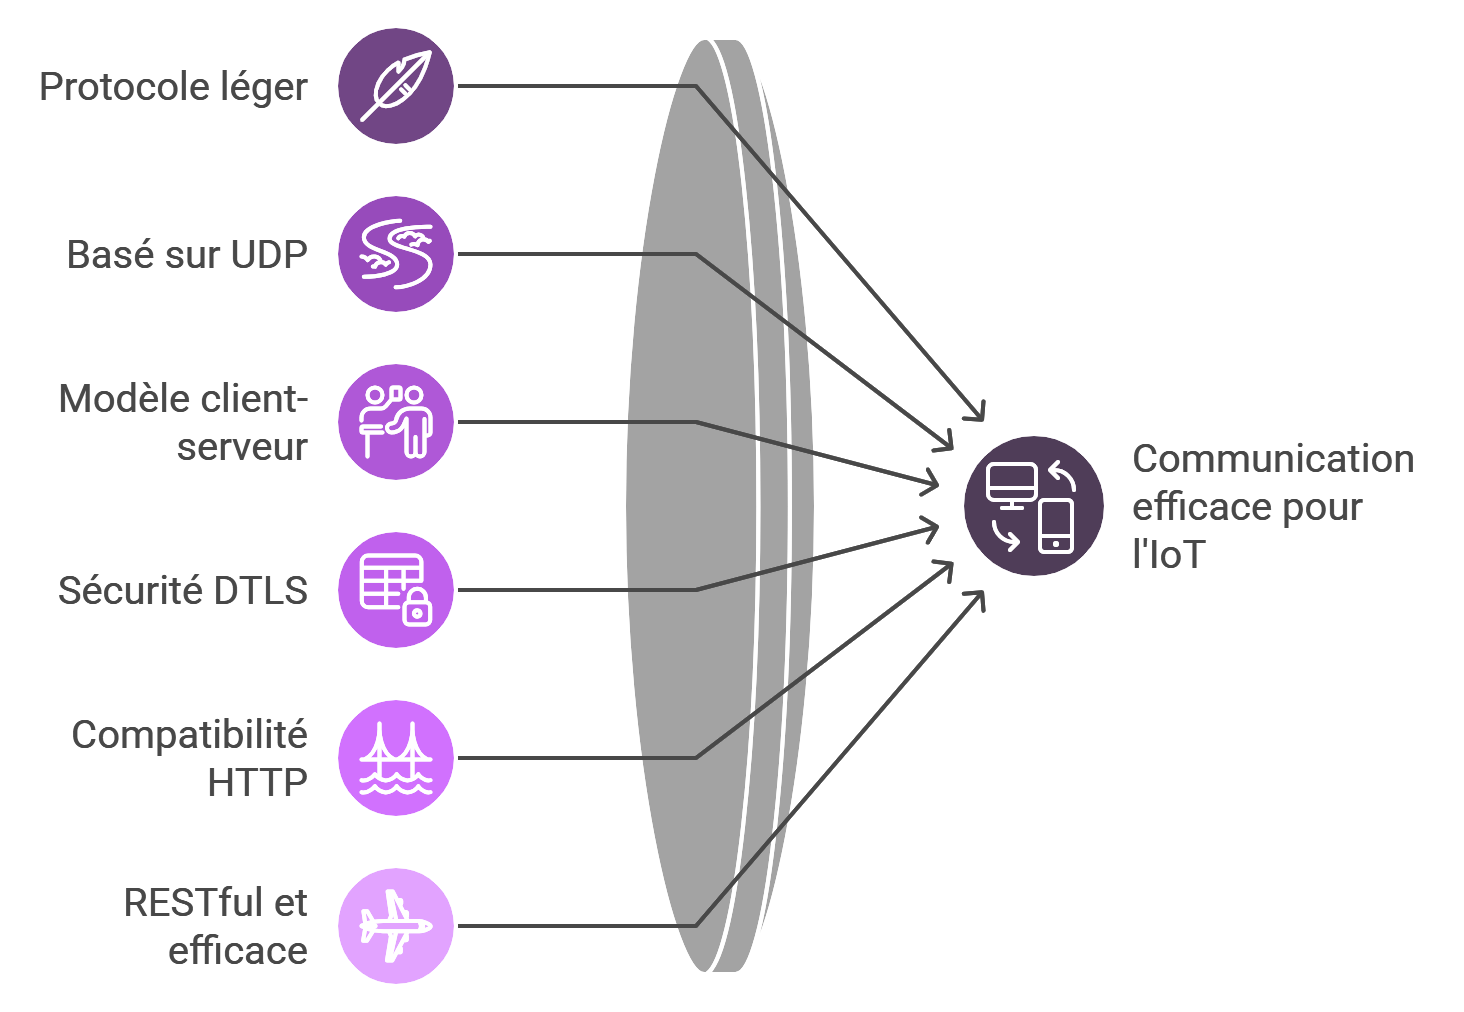 Protocole léger
Basé sur UDP
Modèle client-
serveur
Sécurité DTLS
Compatibilité
HTTP
RESTful et
efficace
Communication
efficace pour
l'IoT